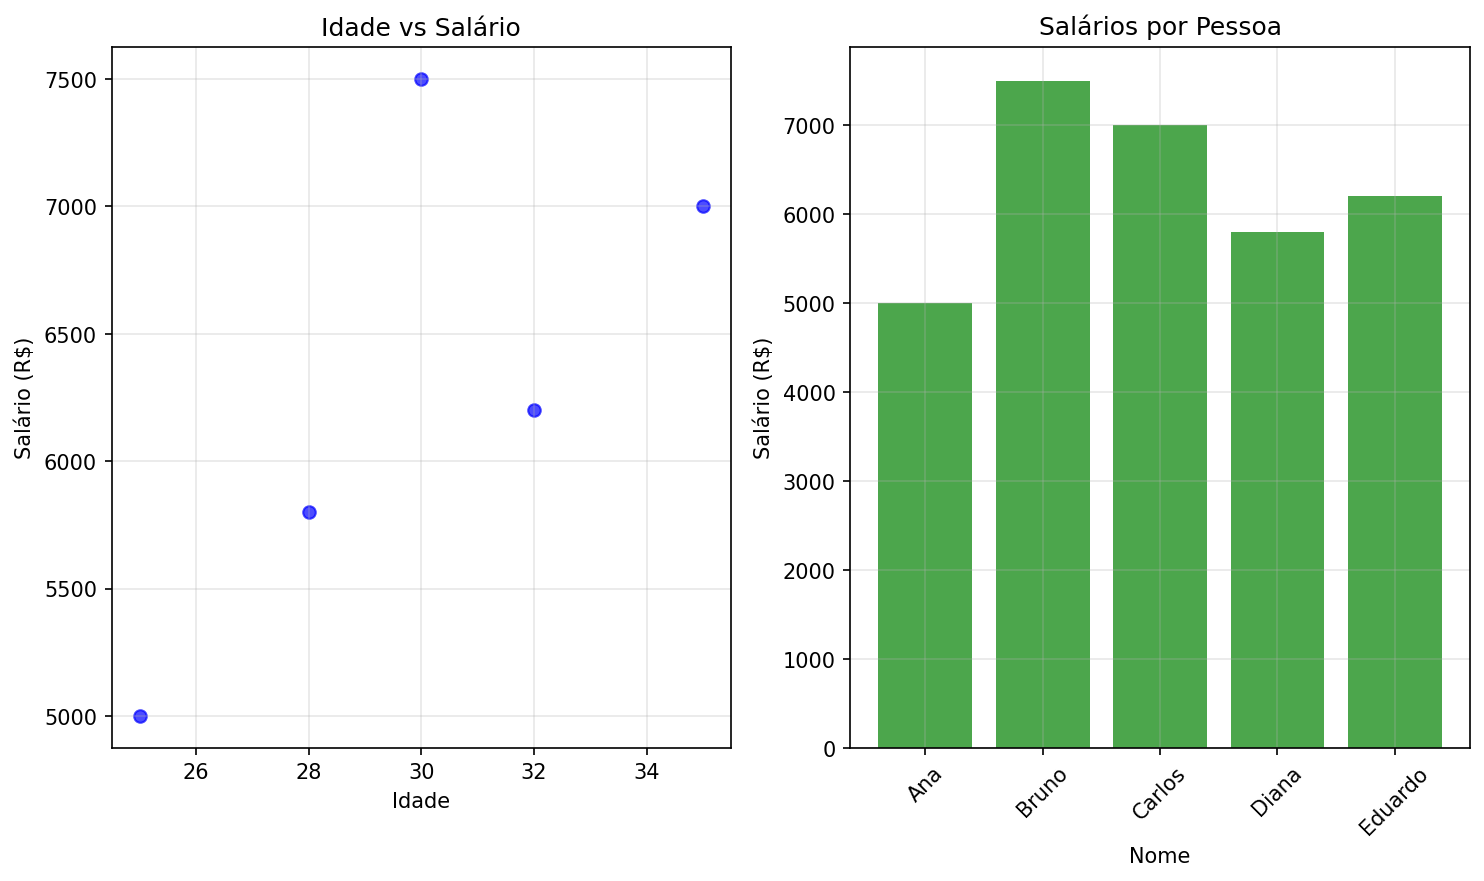 Idade vs Salário
Salário (R$)
7500
7000
6500
6000
5500
5000
26 28 30 32 34
Idade
Salários por Pessoa
Salário (R$)
7000
6000
5000
4000
3000
2000
1000
0
Ana Bruno Carlos Diana Eduardo
Nome